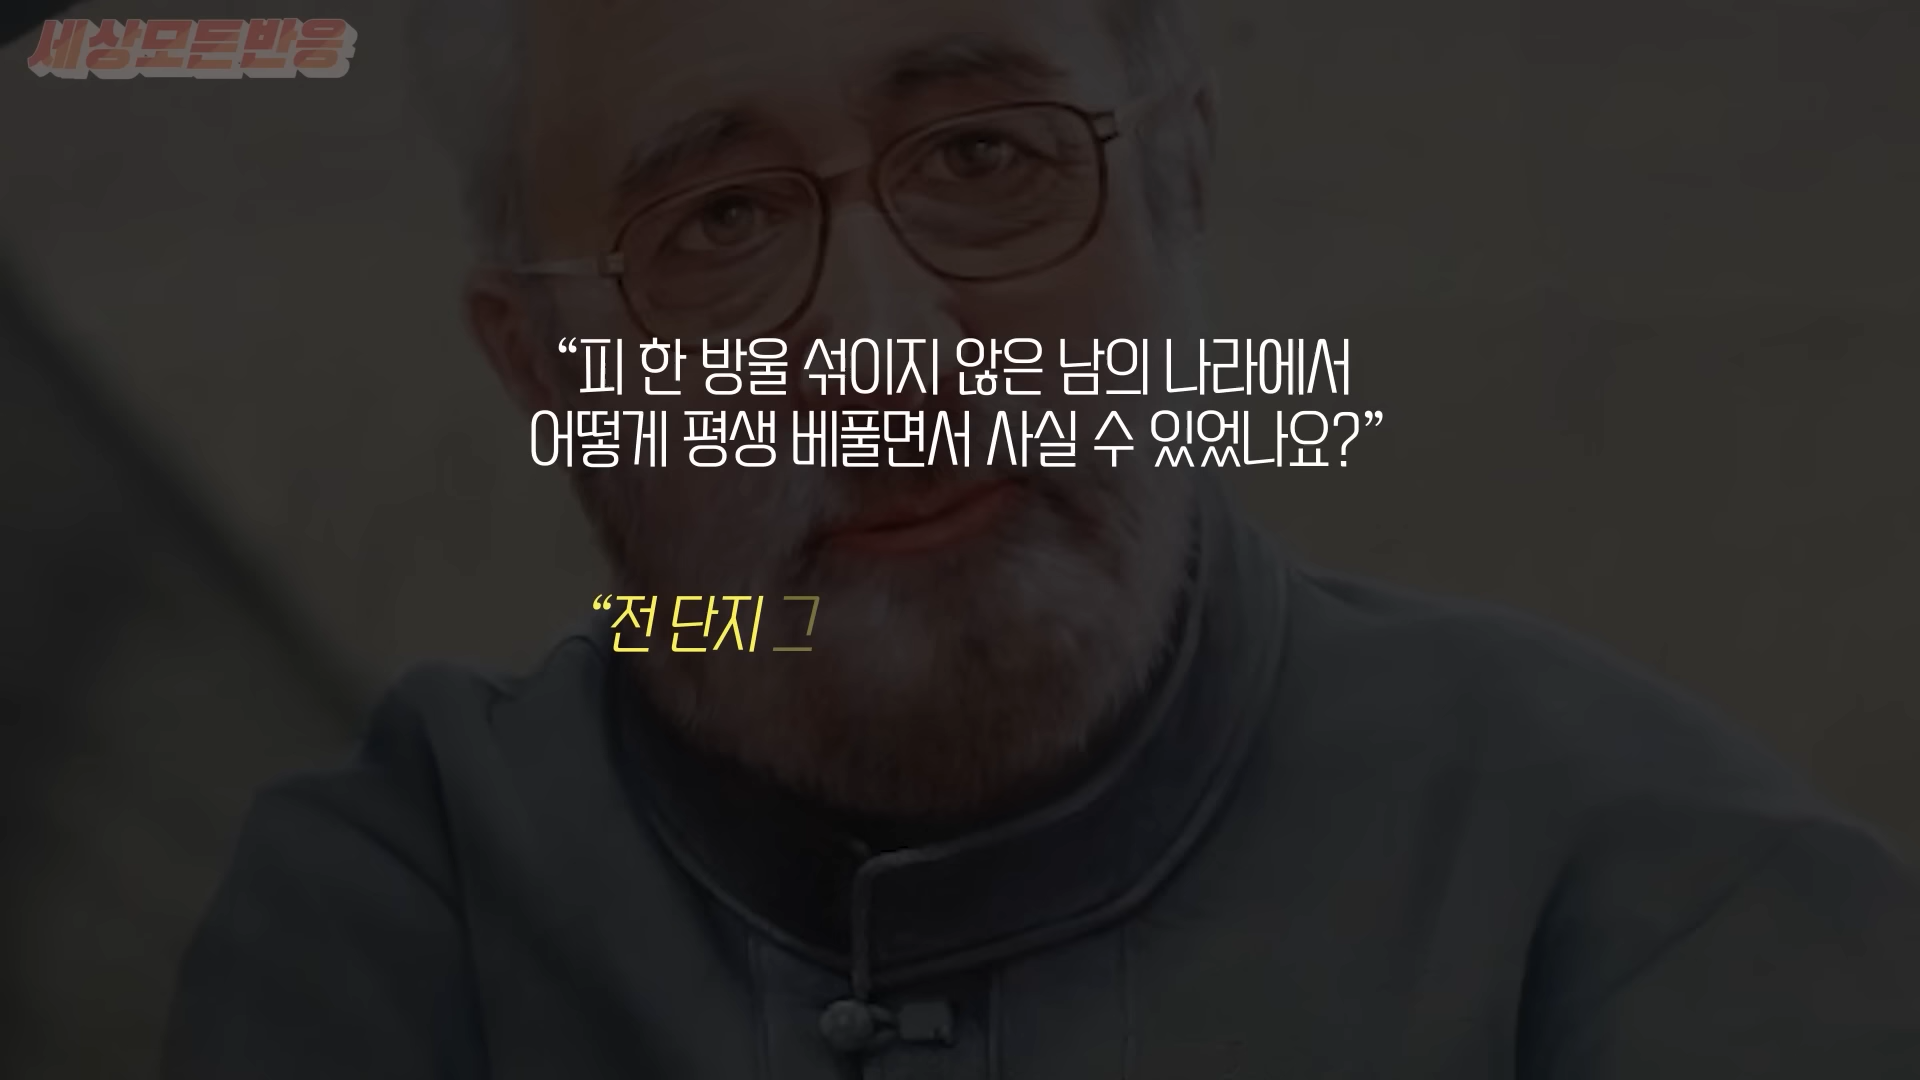 세상모든반응
“피 한 방울 섞이지 않은 남의 나라에서
어떻게 평생 베풀면서 사실 수 있었나요?”
“전 단지 그